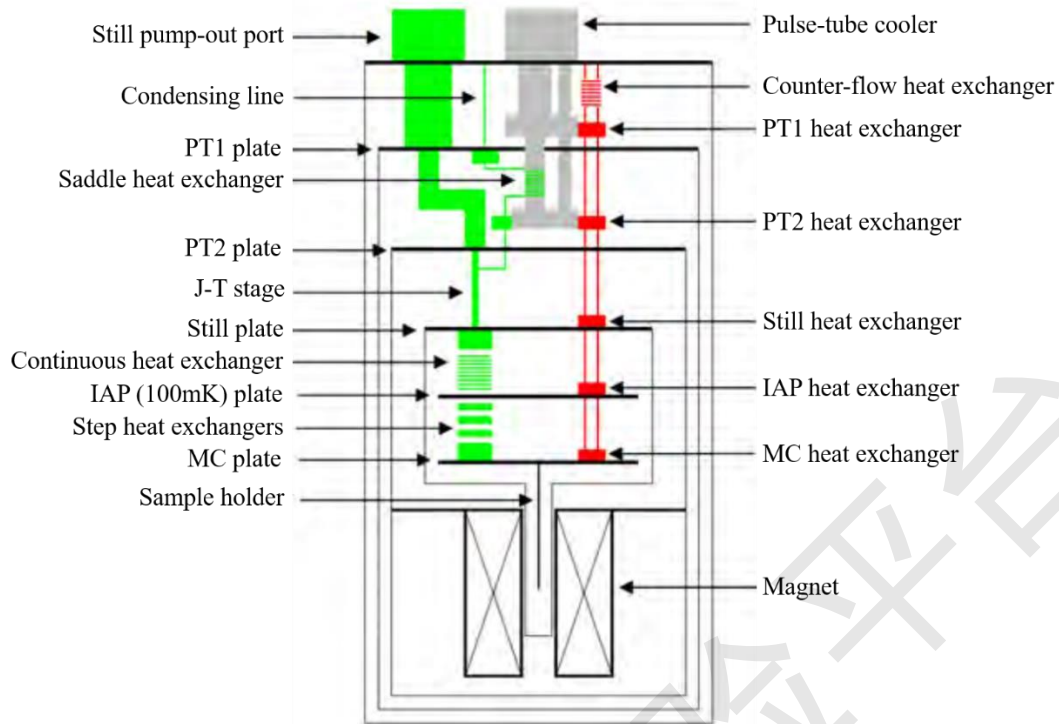 Still pump-out port
Condensing line
PT1 plate
Saddle heat exchanger
PT2 plate
J-T stage
Still plate
Continuous heat exchanger
IAP (100mK) plate
Step heat exchangers
MC plate
Sample holder
Pulse-tube cooler
Counter-flow heat exchanger
PT1 heat exchanger
PT2 heat exchanger
Still heat exchanger
IAP heat exchanger
MC heat exchanger
Magnet
平台